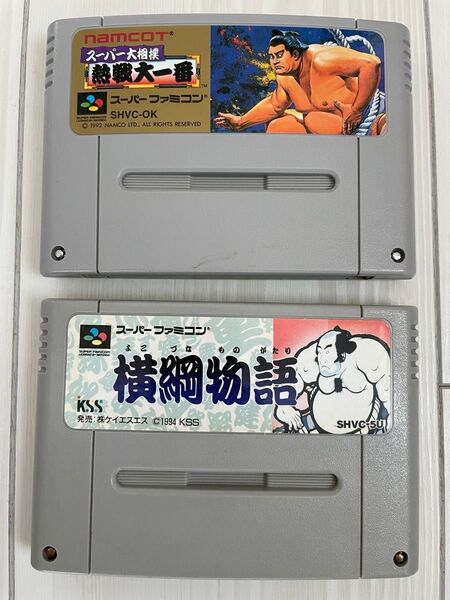 namcot
スーパー大相撲
熱戦大一番
TM
スーパーファミコン
SHVC-OK
© 1992 NAMCO LTD., ALL RIGHTS RESERVED
スーパーファミコン
よこ づな もの がたり
横綱物語
KSS
発売:㈱ケイエスエス ©1994 KSS
SHVC-5U